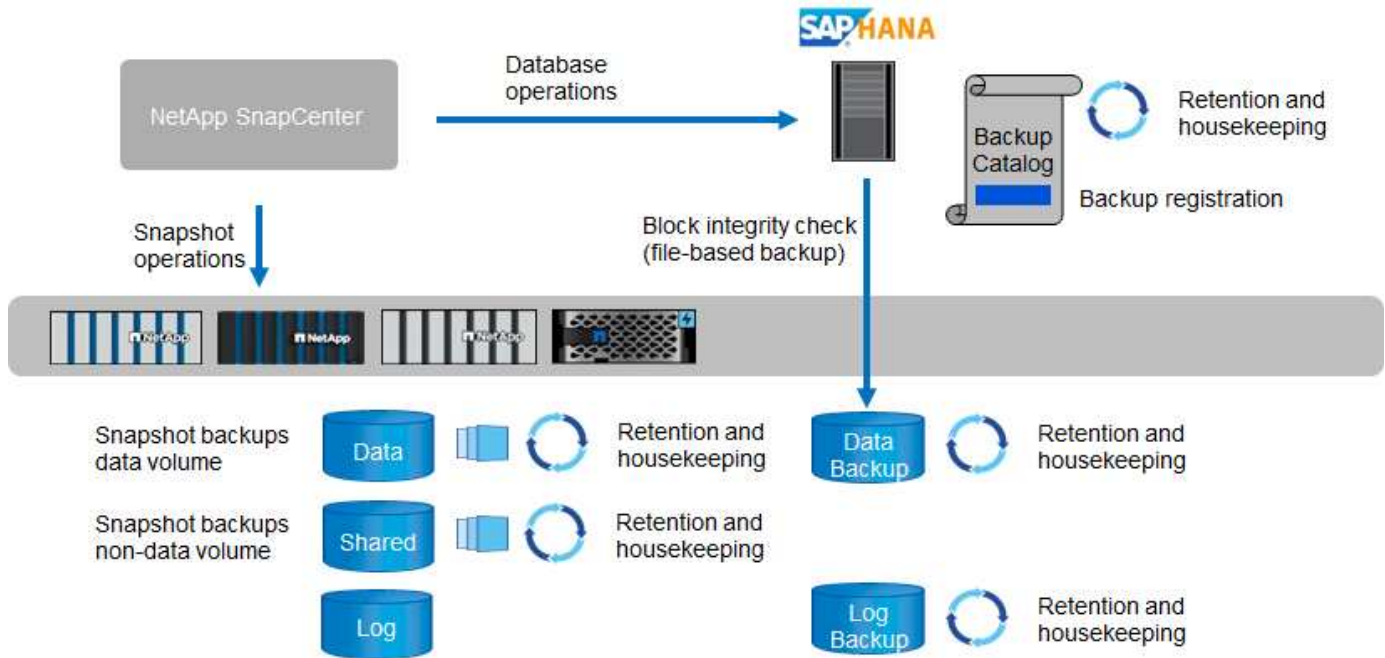 SAP HANA
NetApp SnapCenter
Database
operations
Backup
Catalog
Retention and
housekeeping
Backup registration
Snapshot
operations
Block integrity check
(file-based backup)
NetApp
NetApp
NetApp
Snapshot backups
data volume
Data
Retention and
housekeeping
Data
Backup
Retention and
housekeeping
Snapshot backups
non-data volume
Shared
Retention and
housekeeping
Log
Log
Backup
Retention and
housekeeping